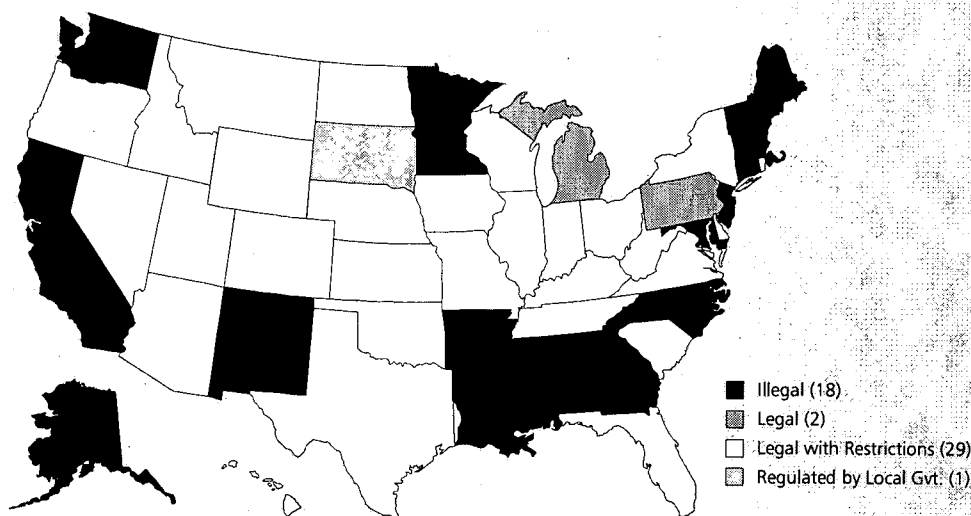 Illegal (18)
Legal (2)
Legal with Restrictions (29)
Regulated by Local Gvt. (1)